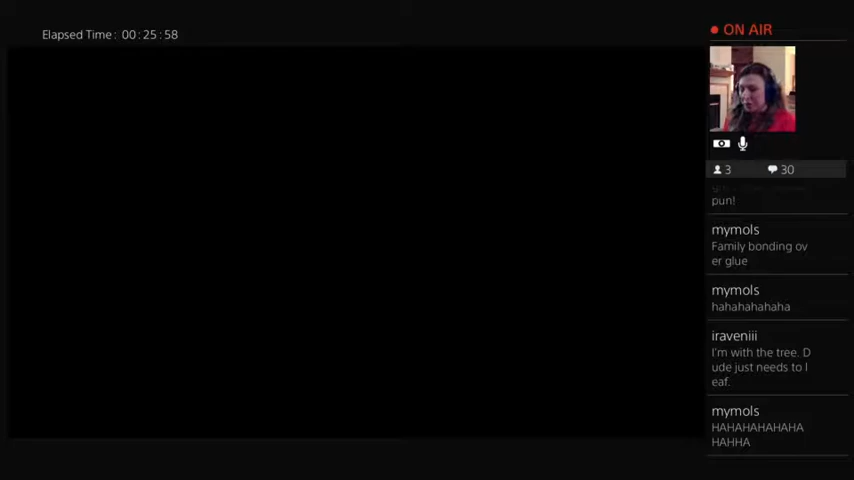 Elapsed Time: 00:25:58
ON AIR
3 30
pun!
mymols
Family bonding ov
er glue
mymols
hahahahahaha
iraveniii
I'm with the tree. D
ude just needs to l
eaf.
mymols
HAHAHAHAHAHA
HAHHA